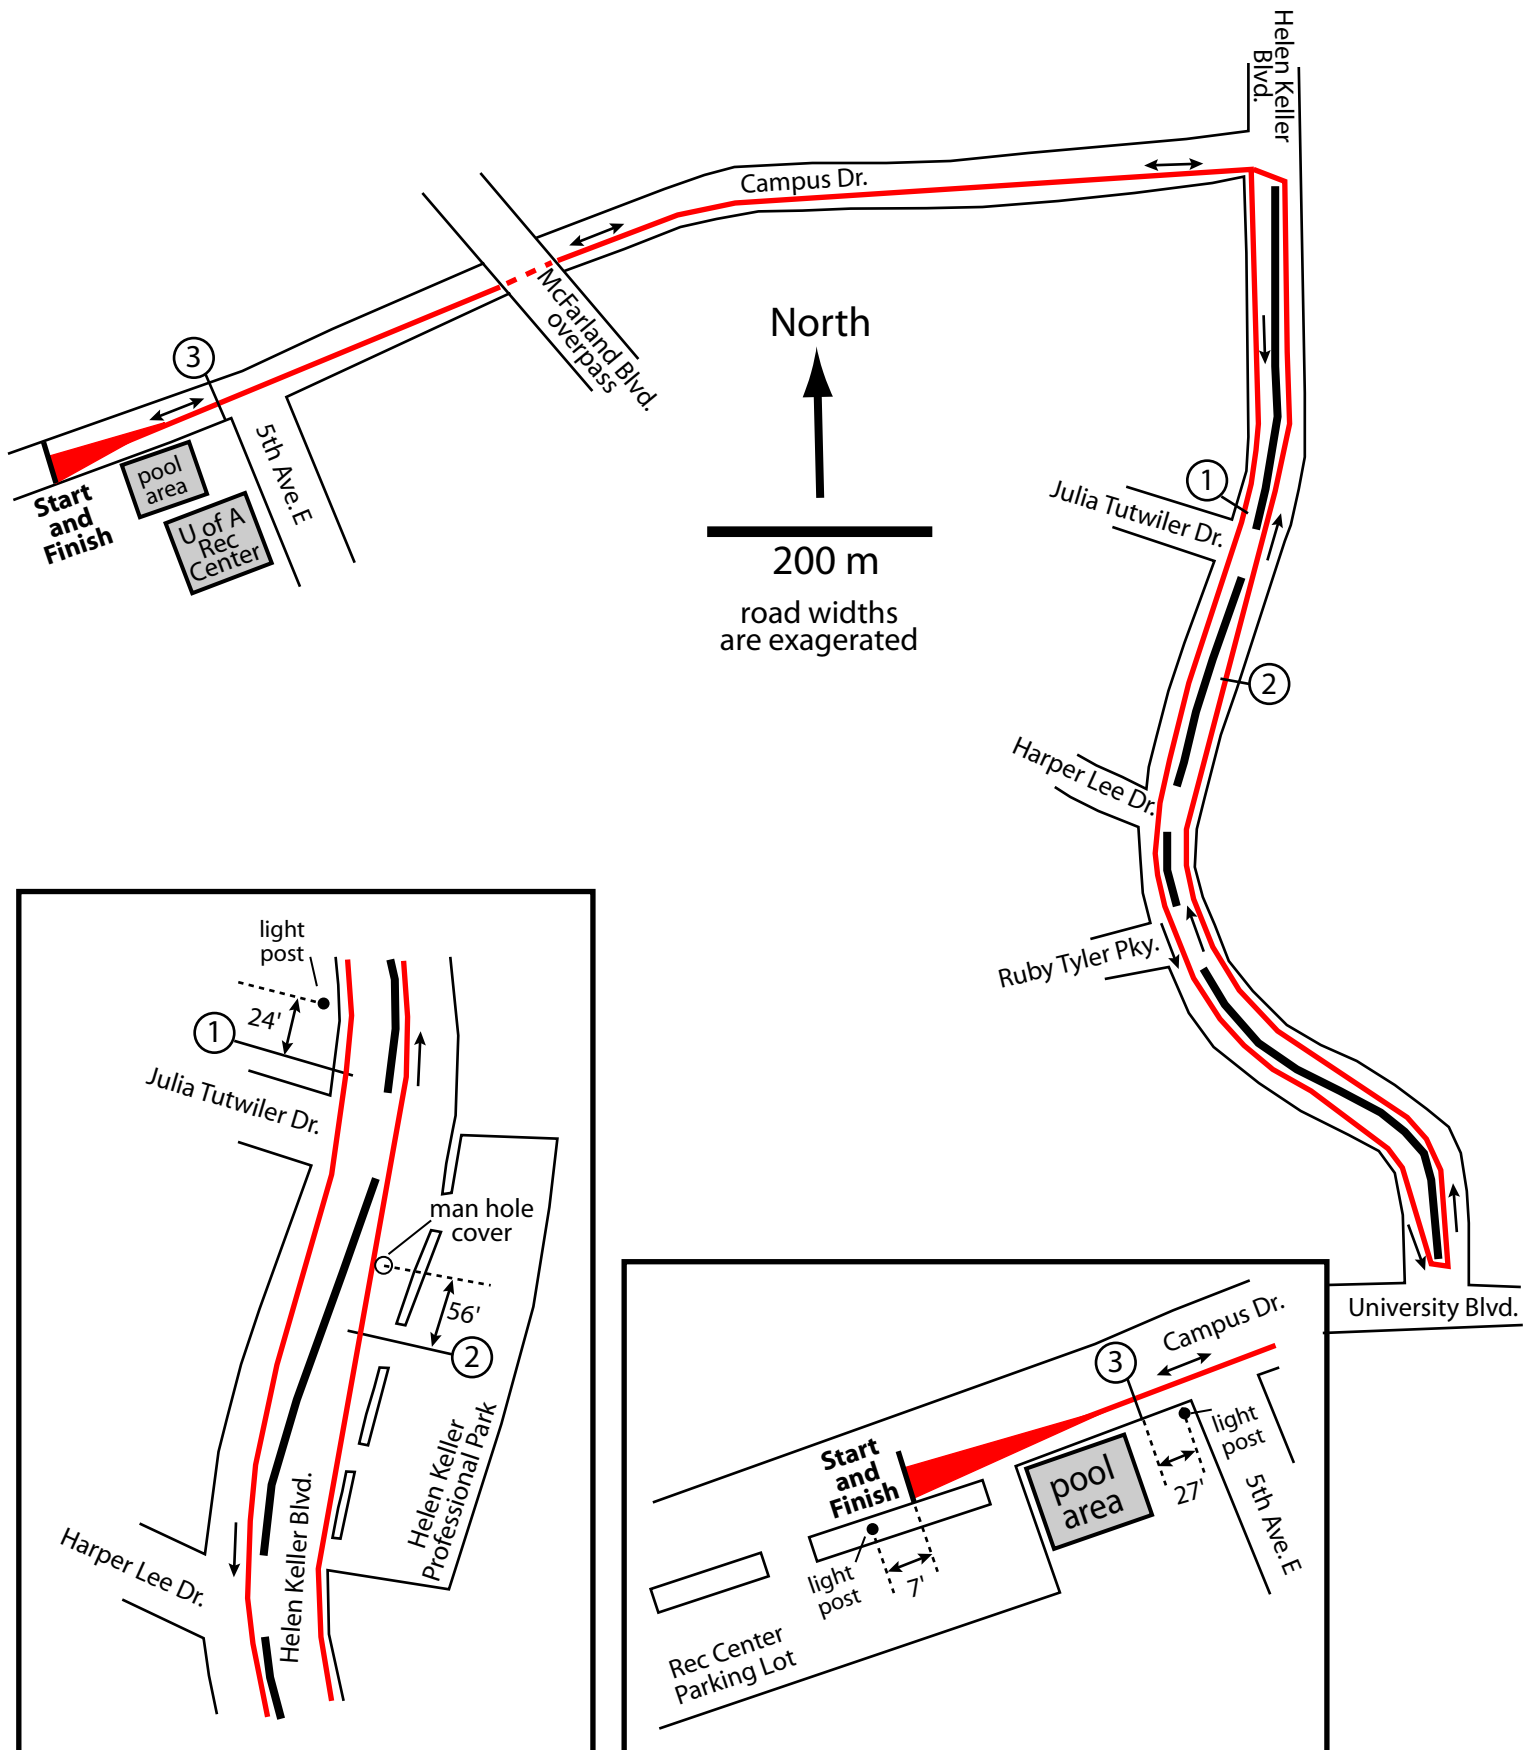 Helen Keller
Blvd.
Campus Dr.
McFarland Blvd.
overpass
North
3
5th Ave. E
pool
area
Start
and
Finish
U of A
Rec
Center
200 m
road widths
are exagerated
1
Julia Tutwiler Dr.
2
Harper Lee Dr.
Ruby Tyler Pky.
University Blvd.
light
post
24'
1
Julia Tutwiler Dr.
man hole
cover
56'
2
Helen Keller
Professional Park
Helen Keller Blvd.
Harper Lee Dr.
Campus Dr.
3
light
post
27'
5th Ave. E
Start
and
Finish
pool
area
light
post
7'
Rec Center
Parking Lot